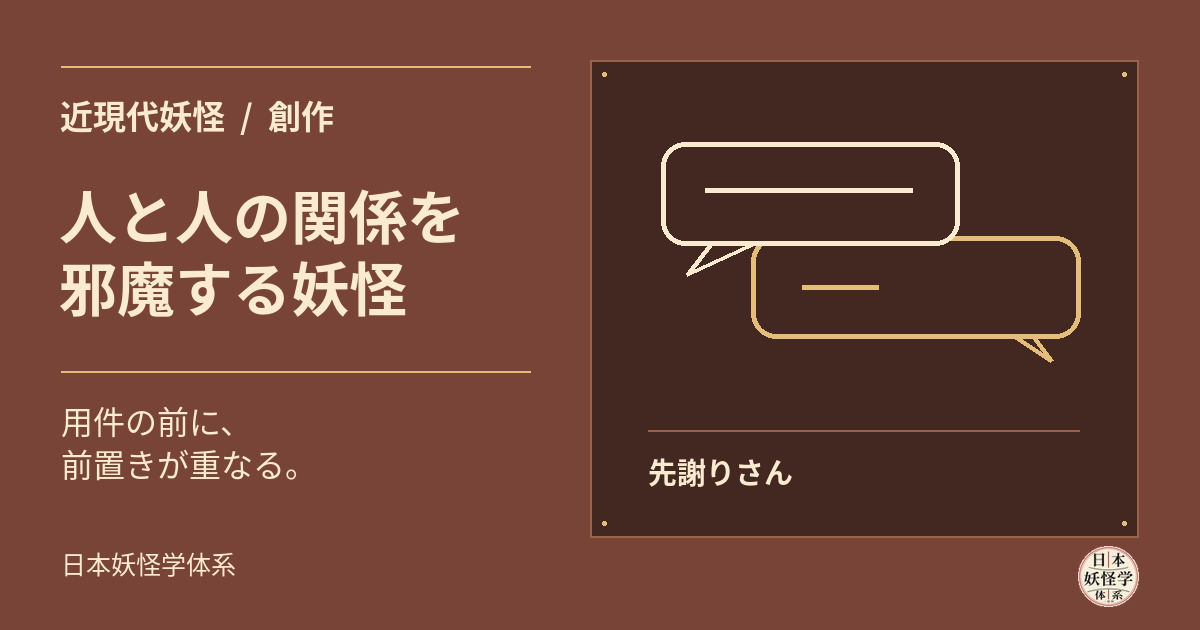 近現代妖怪 / 創作
人と人の関係を
邪魔する妖怪
用件の前に、
前置きが重なる。
日本妖怪学体系
先謝りさん
日本
妖怪学
体系